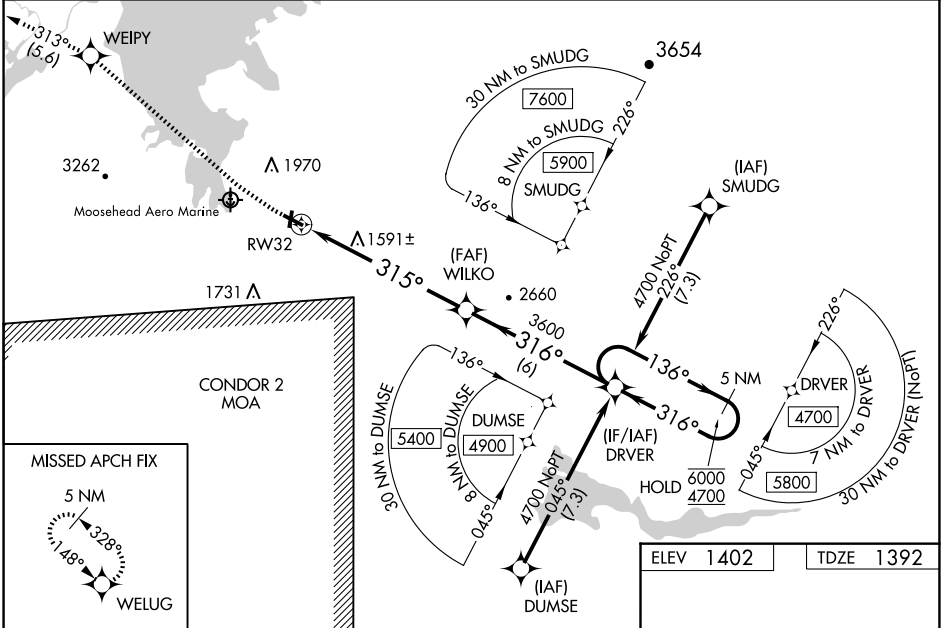 313°
(5.6)
WEIPY
3654
30 NM to SMUDG
7600
226°
8 NM to SMUDG
5900
SMUDG
136°
3262
1970
Moosehead Aero Marine
RW32
1591±
315°
(FAF)
WILKO
(IAF)
SMUDG
4700 NoPT
226°
(7.3)
1731
2660
3600
316°
(6)
136°
5 NM
316°
(IF/IAF)
DRVER
HOLD
6000
4700
226°
DRVER
4700
7 NM to DRVER
045°
5800
30 NM to DRVER (NoPT)
CONDOR 2
MOA
136°
DUMSE
5400
4900
30 NM to DUMSE
8 NM to DUMSE
045°
4700 NoPT
045°
(7.3)
(IAF)
DUMSE
MISSED APCH FIX
5 NM
328°
148°
WELUG
ELEV 1402
TDZE 1392